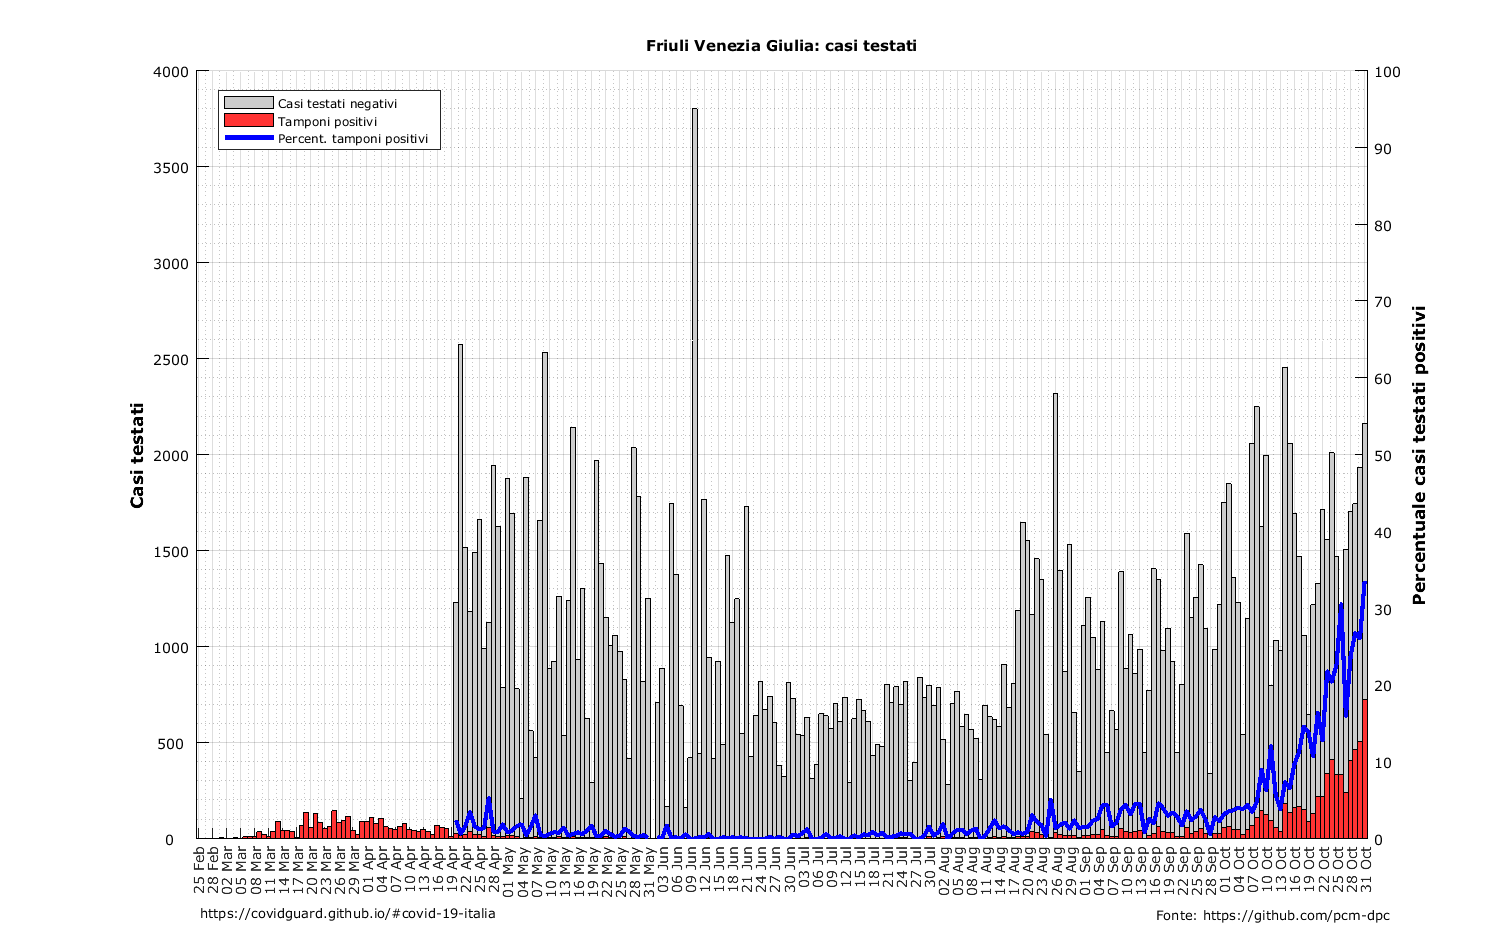 Friuli Venezia Giulia: casi testati
4000
3500
3000
2500
2000
1500
1000
500
0
Casi testati
Casi testati negativi
Tamponi positivi
Percent. tamponi positivi
100
90
80
70
60
50
40
30
20
10
0
Percentuale casi testati positivi
25 Feb
28 Feb
02 Mar
05 Mar
08 Mar
11 Mar
14 Mar
17 Mar
20 Mar
23 Mar
26 Mar
29 Mar
01 Apr
04 Apr
07 Apr
10 Apr
13 Apr
16 Apr
19 Apr
22 Apr
25 Apr
28 Apr
01 May
04 May
07 May
10 May
13 May
16 May
19 May
22 May
25 May
28 May
31 May
03 Jun
06 Jun
09 Jun
12 Jun
15 Jun
18 Jun
21 Jun
24 Jun
27 Jun
30 Jun
03 Jul
06 Jul
09 Jul
12 Jul
15 Jul
18 Jul
21 Jul
24 Jul
27 Jul
30 Jul
02 Aug
05 Aug
08 Aug
11 Aug
14 Aug
17 Aug
20 Aug
23 Aug
26 Aug
29 Aug
01 Sep
04 Sep
07 Sep
10 Sep
13 Sep
16 Sep
19 Sep
22 Sep
25 Sep
28 Sep
01 Oct
04 Oct
07 Oct
10 Oct
13 Oct
16 Oct
19 Oct
22 Oct
25 Oct
28 Oct
31 Oct
https://covidguard.github.io/#covid-19-italia
Fonte: https://github.com/pcm-dpc